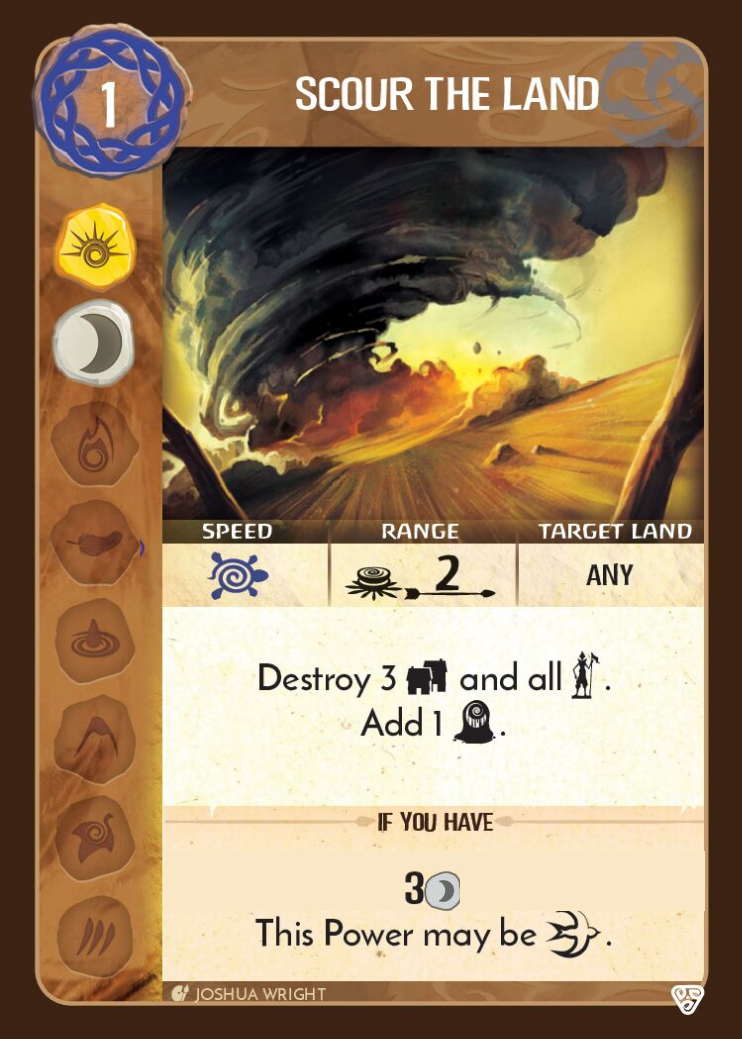 1
SCOUR THE LAND
SPEED RANGE TARGET LAND
2 ANY
Destroy 3 and all .
Add 1 .
IF YOU HAVE
3
This Power may be .
JOSHUA WRIGHT